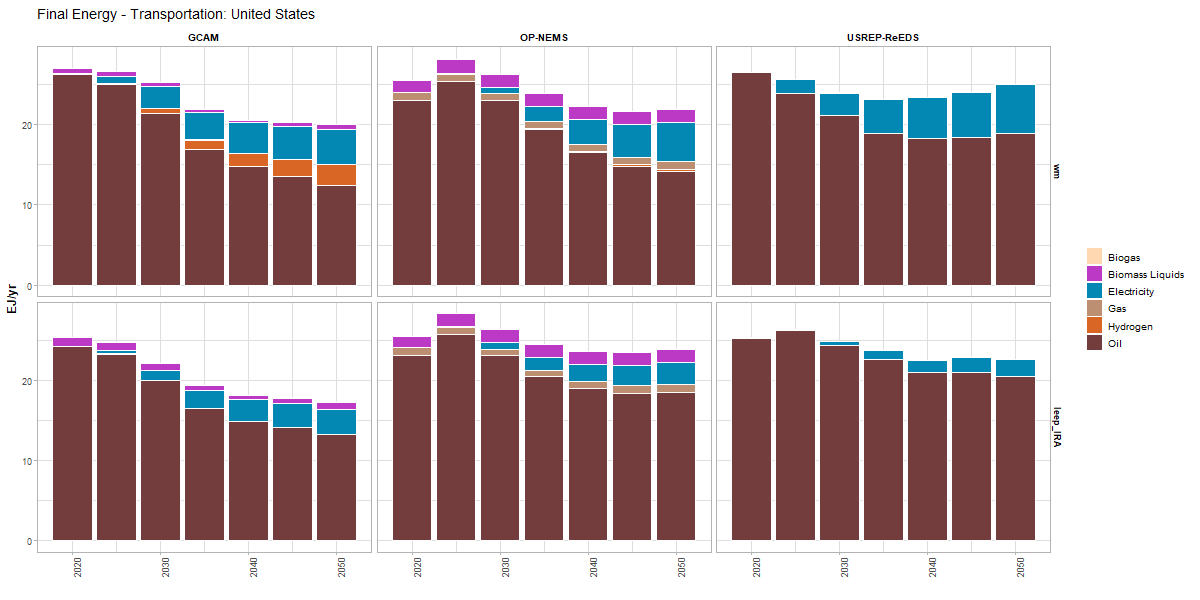 Final Energy - Transportation: United States
GCAM
OP-NEMS
USREP-ReEDS
EJ/yr
20
10
0
wm
20
10
0
leep_IRA
2020
2030
2040
2050
2020
2030
2040
2050
2020
2030
2040
2050
Biogas
Biomass Liquids
Electricity
Gas
Hydrogen
Oil